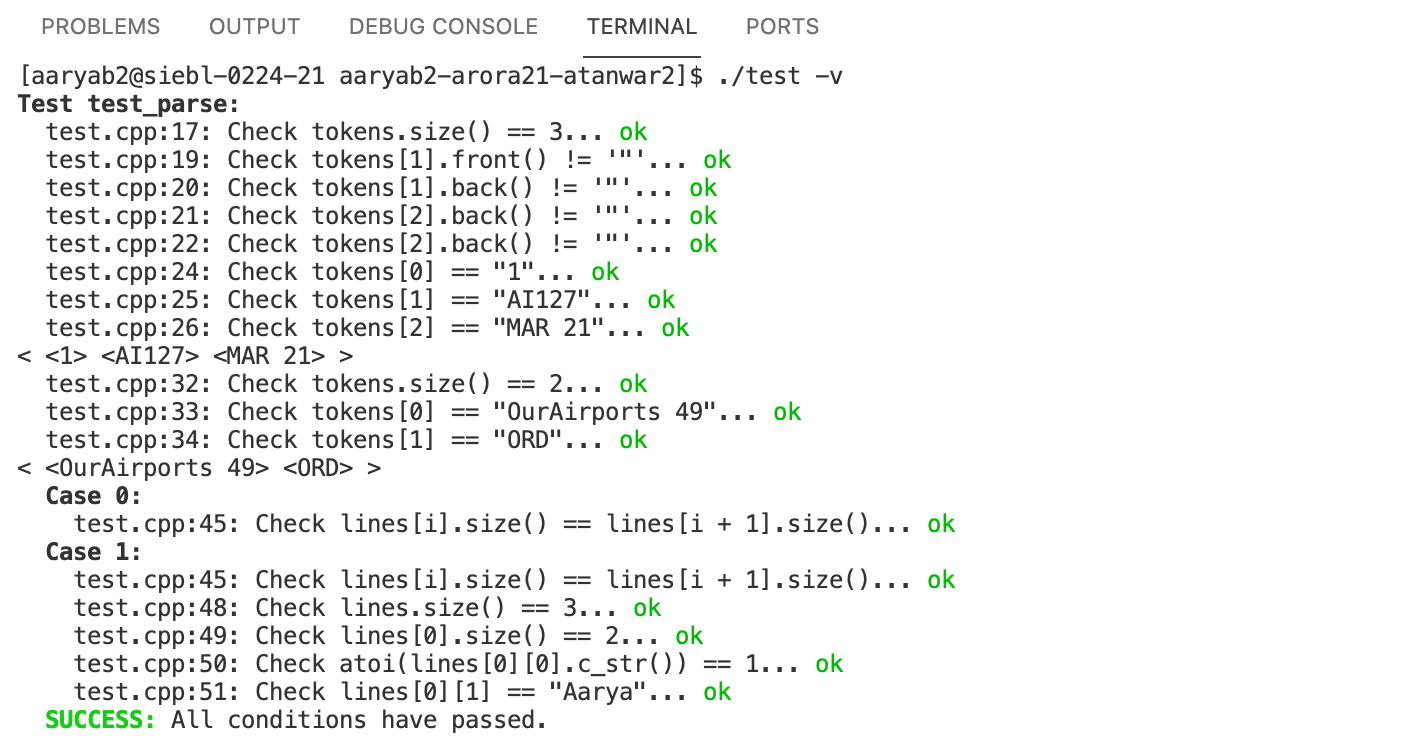 PROBLEMS OUTPUT DEBUG CONSOLE TERMINAL PORTS
[aaryab2@siebl-0224-21 aaryab2-arora21-atanwar2]$ ./test -v
Test test_parse:
  test.cpp:17: Check tokens.size() == 3... ok
  test.cpp:19: Check tokens[1].front() != '"'... ok
  test.cpp:20: Check tokens[1].back() != '"'... ok
  test.cpp:21: Check tokens[2].back() != '"'... ok
  test.cpp:22: Check tokens[2].back() != '"'... ok
  test.cpp:24: Check tokens[0] == "1"... ok
  test.cpp:25: Check tokens[1] == "AI127"... ok
  test.cpp:26: Check tokens[2] == "MAR 21"... ok
< <1> <AI127> <MAR 21> >
  test.cpp:32: Check tokens.size() == 2... ok
  test.cpp:33: Check tokens[0] == "OurAirports 49"... ok
  test.cpp:34: Check tokens[1] == "ORD"... ok
< <OurAirports 49> <ORD> >
  Case 0:
    test.cpp:45: Check lines[i].size() == lines[i + 1].size()... ok
  Case 1:
    test.cpp:45: Check lines[i].size() == lines[i + 1].size()... ok
    test.cpp:48: Check lines.size() == 3... ok
    test.cpp:49: Check lines[0].size() == 2... ok
    test.cpp:50: Check atoi(lines[0][0].c_str()) == 1... ok
    test.cpp:51: Check lines[0][1] == "Aarya"... ok
  SUCCESS: All conditions have passed.